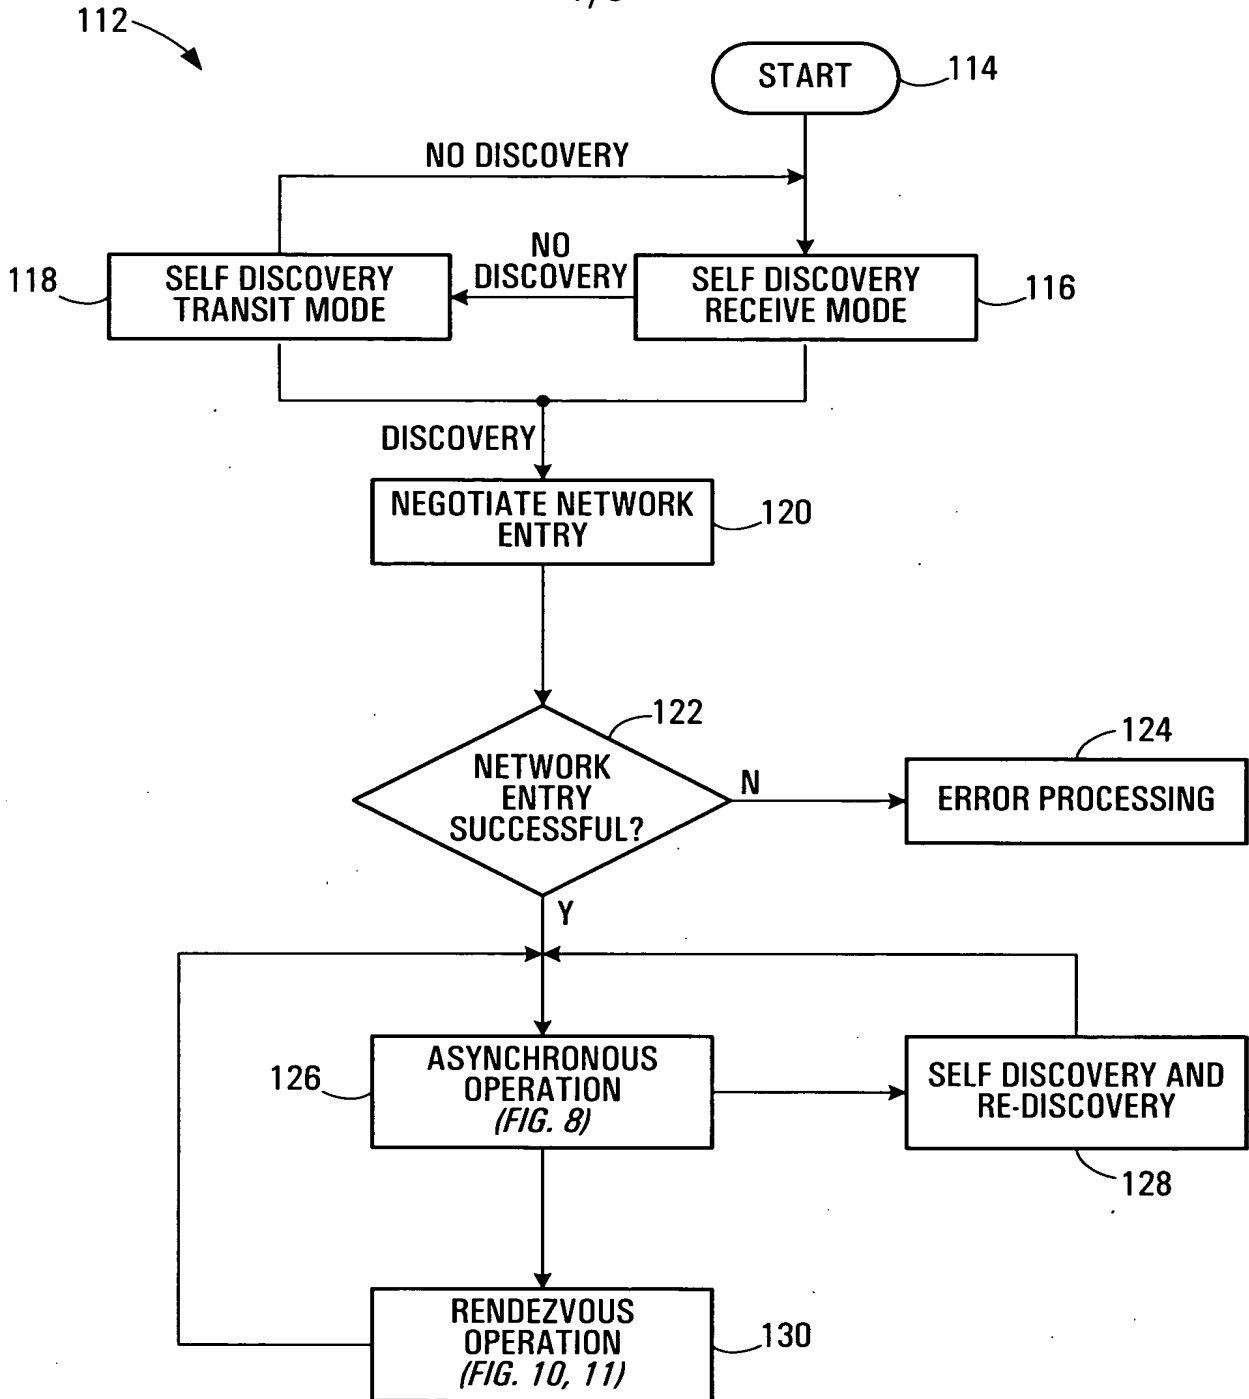 112
START
114
NO DISCOVERY
NO
DISCOVERY
118
SELF DISCOVERY
TRANSIT MODE
SELF DISCOVERY
RECEIVE MODE
116
DISCOVERY
NEGOTIATE NETWORK
ENTRY
120
122
NETWORK
ENTRY
SUCCESSFUL?
N
124
ERROR PROCESSING
Y
126
ASYNCHRONOUS
OPERATION
(FIG. 8)
SELF DISCOVERY AND
RE-DISCOVERY
128
RENDEZVOUS
OPERATION
(FIG. 10, 11)
130